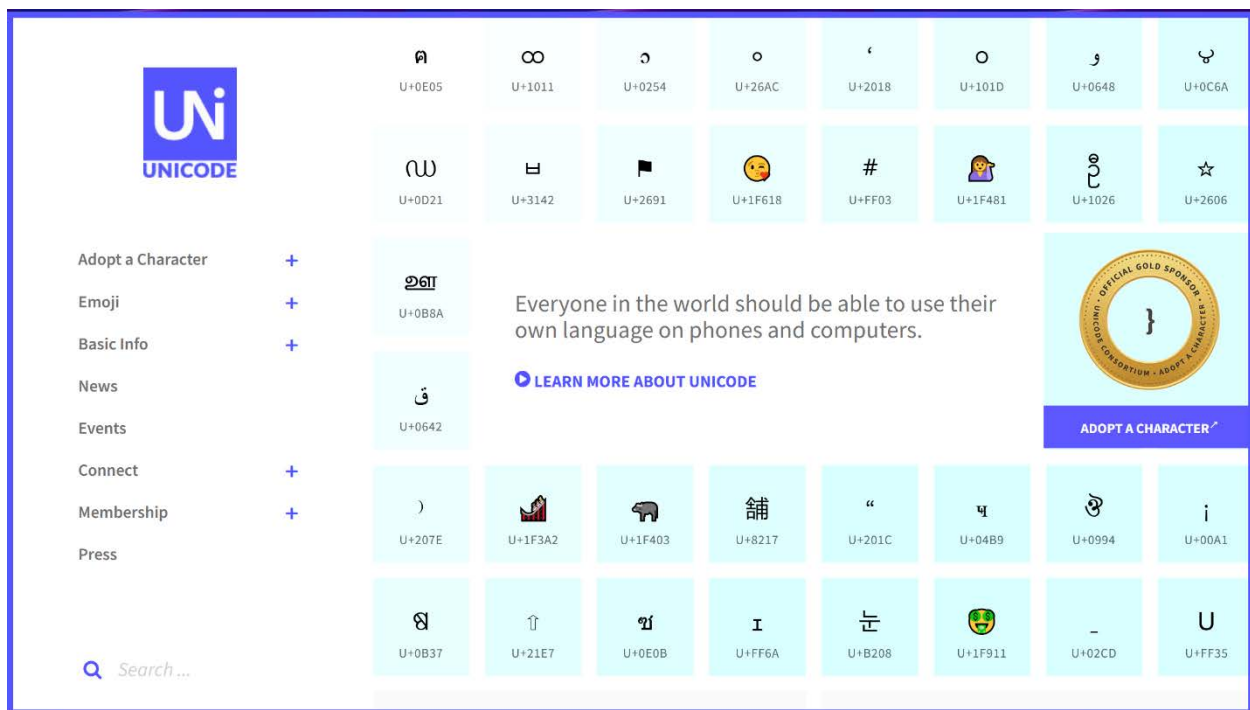 UNi
UNICODE
Adopt a Character +
Emoji +
Basic Info +
News
Events
Connect +
Membership +
Press
Search ...
ฅ ထ ɔ ⚬ ‘ ဝ و ౪
U+0E05 U+1011 U+0254 U+26AC U+2018 U+101D U+0648 U+0C6A
ഡ ㅂ ⚑ 😘 # 💁 ဦ ☆
U+0D21 U+3142 U+2691 U+1F618 U+FF03 U+1F481 U+1026 U+2606
ஊ
U+0B8A
ق
U+0642
Everyone in the world should be able to use their
own language on phones and computers.
LEARN MORE ABOUT UNICODE
OFFICIAL GOLD SPONSOR • UNICODE CONSORTIUM • ADOPT A CHARACTER •
}
ADOPT A CHARACTER↗
⁾ 🎢 🐃 舗 “ ҹ ঔ ¡
U+207E U+1F3A2 U+1F403 U+8217 U+201C U+04B9 U+0994 U+00A1
ଷ ⇧ ซ ェ 눈 🤑 ˍ U
U+0B37 U+21E7 U+0E0B U+FF6A U+B208 U+1F911 U+02CD U+FF35